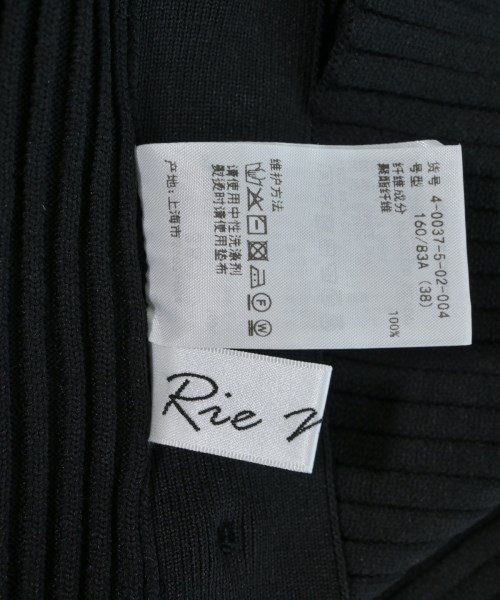 货号 4-0037-5-02-004
号型 160/83A (38)
纤维成分
聚酯纤维 100%
维护方法
请使用中性洗涤剂
熨烫时请使用垫布
产地:上海市
Rie